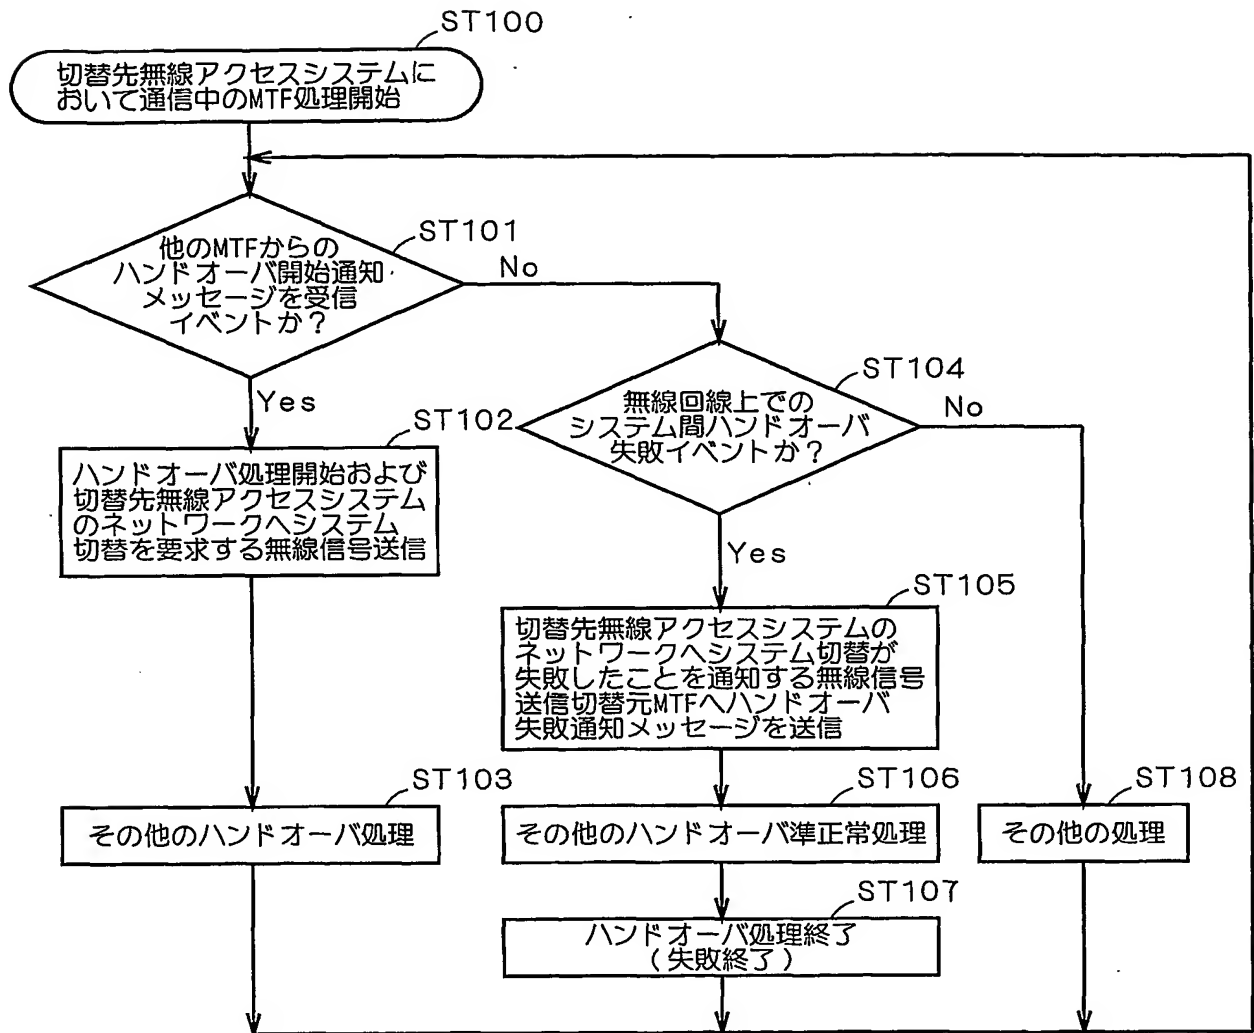 ST100
切替先無線アクセスシステムに
おいて通信中のMTF処理開始
ST101
他のMTFからの
ハンドオーバ開始通知
メッセージを受信
イベントか？
No
Yes
ST102
ハンドオーバ処理開始および
切替先無線アクセスシステム
のネットワークへシステム
切替を要求する無線信号送信
ST103
その他のハンドオーバ処理
ST104
無線回線上での
システム間ハンドオーバ
失敗イベントか？
No
Yes
ST105
切替先無線アクセスシステムの
ネットワークへシステム切替が
失敗したことを通知する無線信号
送信切替元MTFへハンドオーバ
失敗通知メッセージを送信
ST106
その他のハンドオーバ準正常処理
ST107
ハンドオーバ処理終了
（失敗終了）
ST108
その他の処理